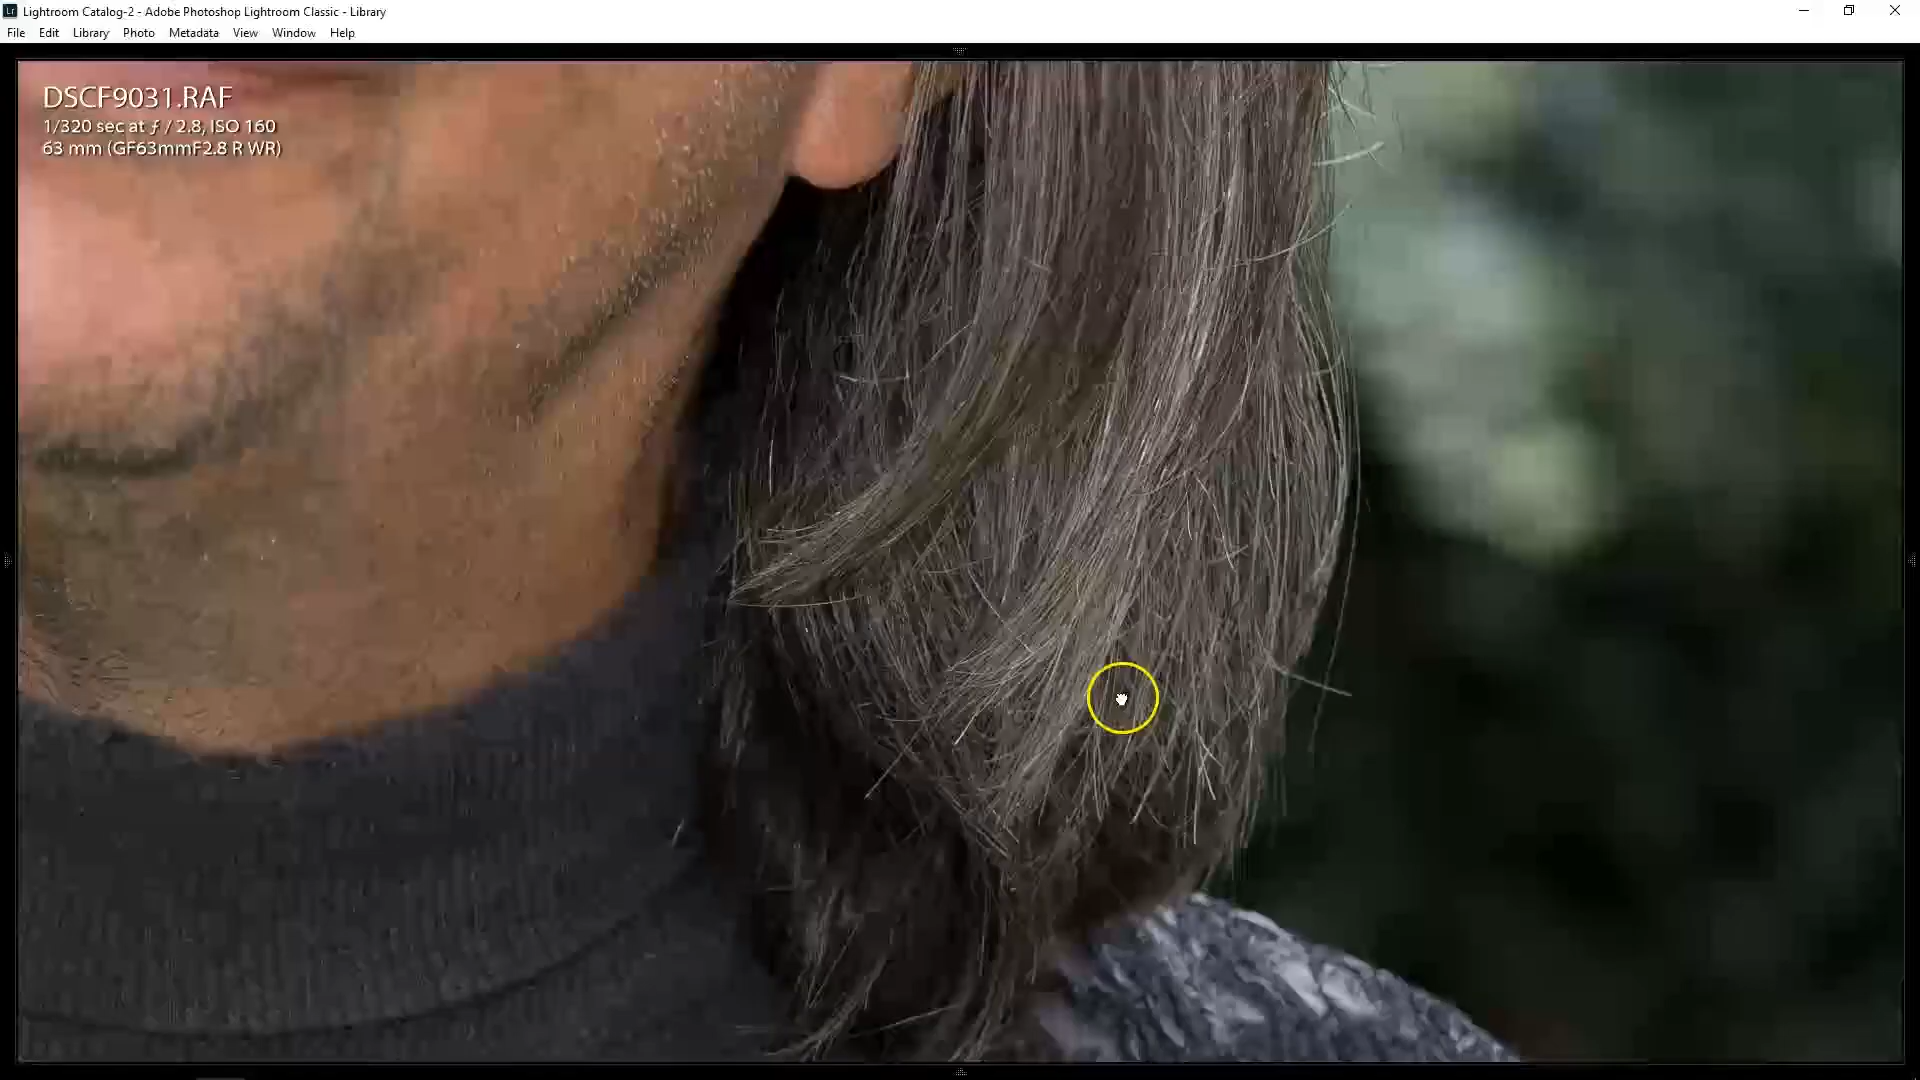 Lr Lightroom Catalog-2 - Adobe Photoshop Lightroom Classic - Library
File Edit Library Photo Metadata View Window Help
DSCF9031.RAF
1/320 sec at ƒ / 2.8, ISO 160
63 mm (GF63mmF2.8 R WR)